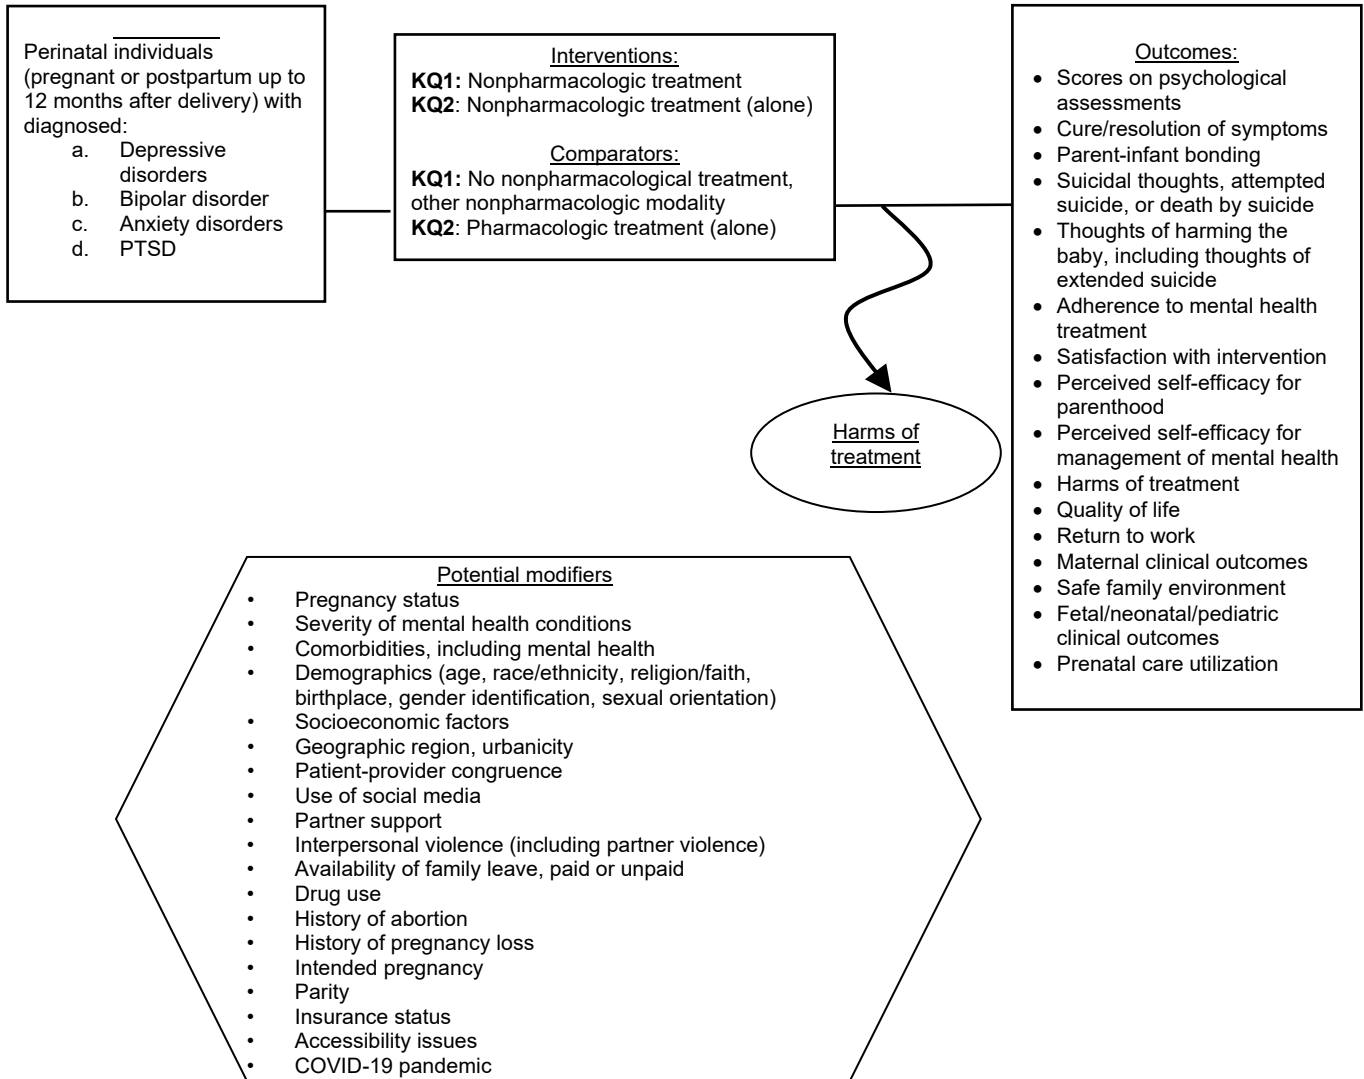 Perinatal individuals
(pregnant or postpartum up to
12 months after delivery) with
diagnosed:
a. Depressive
disorders
b. Bipolar disorder
c. Anxiety disorders
d. PTSD
Interventions:
KQ1: Nonpharmacologic treatment
KQ2: Nonpharmacologic treatment (alone)
Comparators:
KQ1: No nonpharmacological treatment,
other nonpharmacologic modality
KQ2: Pharmacologic treatment (alone)
Outcomes:
• Scores on psychological
assessments
• Cure/resolution of symptoms
• Parent-infant bonding
• Suicidal thoughts, attempted
suicide, or death by suicide
• Thoughts of harming the
baby, including thoughts of
extended suicide
• Adherence to mental health
treatment
• Satisfaction with intervention
• Perceived self-efficacy for
parenthood
• Perceived self-efficacy for
management of mental health
• Harms of treatment
• Quality of life
• Return to work
• Maternal clinical outcomes
• Safe family environment
• Fetal/neonatal/pediatric
clinical outcomes
• Prenatal care utilization
Harms of
treatment
Potential modifiers
• Pregnancy status
• Severity of mental health conditions
• Comorbidities, including mental health
• Demographics (age, race/ethnicity, religion/faith,
birthplace, gender identification, sexual orientation)
• Socioeconomic factors
• Geographic region, urbanicity
• Patient-provider congruence
• Use of social media
• Partner support
• Interpersonal violence (including partner violence)
• Availability of family leave, paid or unpaid
• Drug use
• History of abortion
• History of pregnancy loss
• Intended pregnancy
• Parity
• Insurance status
• Accessibility issues
• COVID-19 pandemic